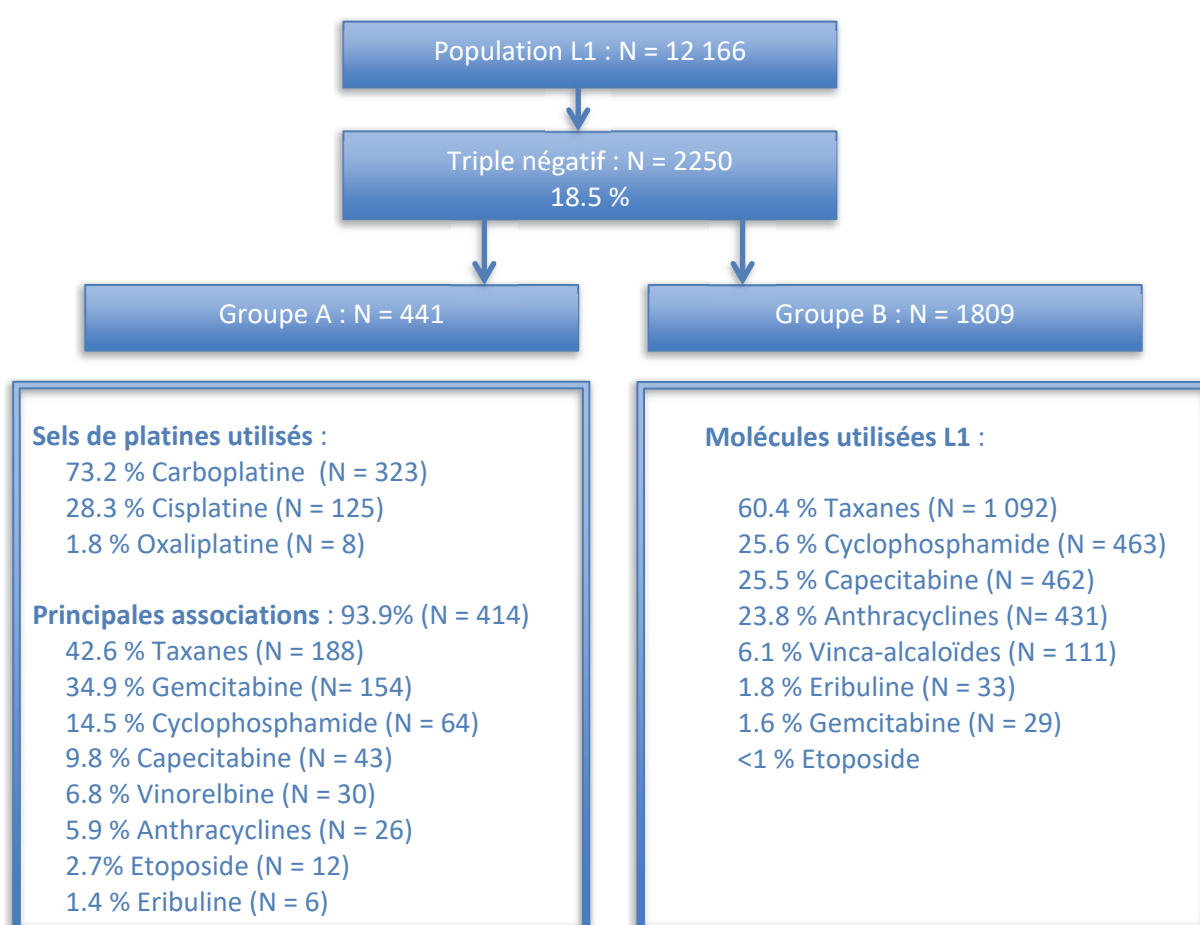 Population L1 : N = 12 166
Triple négatif : N = 2250
18.5 %
Groupe A : N = 441
Groupe B : N = 1809
Sels de platines utilisés :
73.2 % Carboplatine (N = 323)
28.3 % Cisplatine (N = 125)
1.8 % Oxaliplatine (N = 8)
Principales associations : 93.9% (N = 414)
42.6 % Taxanes (N = 188)
34.9 % Gemcitabine (N= 154)
14.5 % Cyclophosphamide (N = 64)
9.8 % Capecitabine (N = 43)
6.8 % Vinorelbine (N = 30)
5.9 % Anthracyclines (N = 26)
2.7% Etoposide (N = 12)
1.4 % Eribuline (N = 6)
Molécules utilisées L1 :
60.4 % Taxanes (N = 1 092)
25.6 % Cyclophosphamide (N = 463)
25.5 % Capecitabine (N = 462)
23.8 % Anthracyclines (N= 431)
6.1 % Vinca-alcaloïdes (N = 111)
1.8 % Eribuline (N = 33)
1.6 % Gemcitabine (N = 29)
<1 % Etoposide